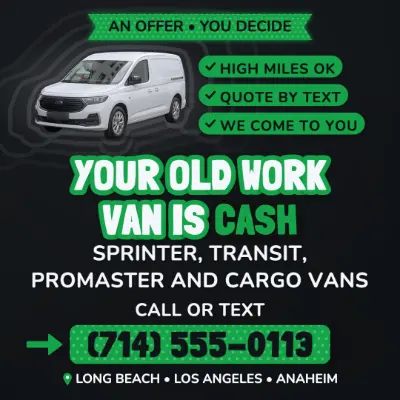 AN OFFER • YOU DECIDE
HIGH MILES OK
QUOTE BY TEXT
WE COME TO YOU
YOUR OLD WORK
VAN IS CASH
SPRINTER, TRANSIT,
PROMASTER AND CARGO VANS
CALL OR TEXT
(714) 555-0113
LONG BEACH • LOS ANGELES • ANAHEIM